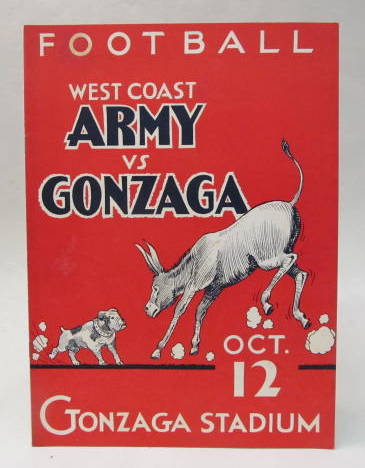 FOOTBALL
WEST COAST
ARMY
VS
GONZAGA
OCT.
12
GONZAGA STADIUM